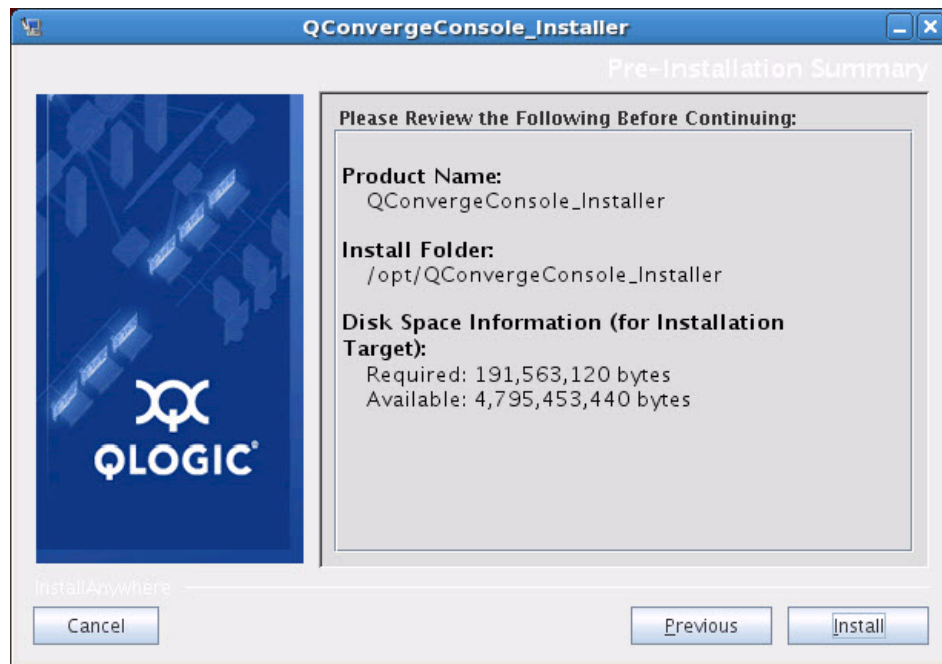 QConvergeConsole_Installer
Pre-Installation Summary
Please Review the Following Before Continuing:
Product Name:
QConvergeConsole_Installer
Install Folder:
/opt/QConvergeConsole_Installer
Disk Space Information (for Installation
Target):
Required: 191,563,120 bytes
Available: 4,795,453,440 bytes
QLOGIC®
InstallAnywhere
Cancel
Previous
Install